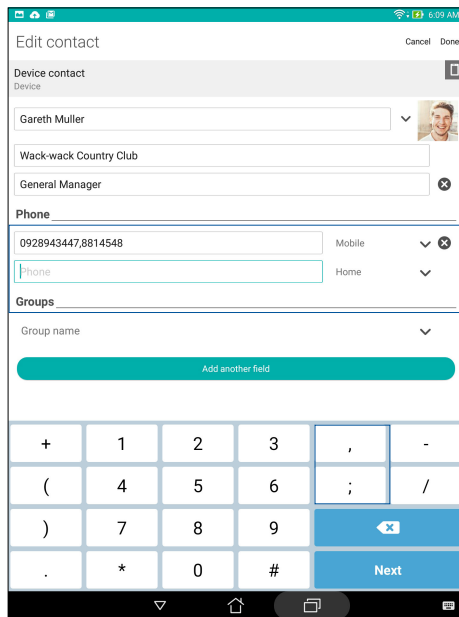 6:09 AM
Edit contact Cancel Done
Device contact
Device
Gareth Muller
Wack-wack Country Club
General Manager
Phone
0928943447,8814548 Mobile
Phone Home
Groups
Group name
Add another field
+ 1 2 3 , -
( 4 5 6 ; /
) 7 8 9
. * 0 # Next